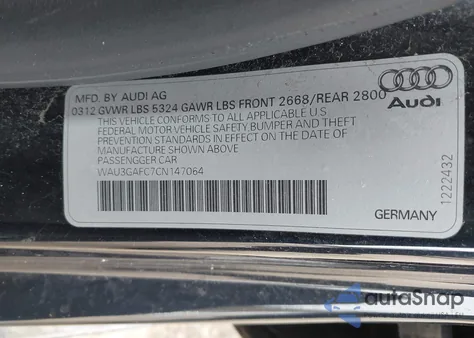 MFD. BY AUDI AG
0312 GVWR LBS 5324 GAWR LBS FRONT 2668/REAR 2800
THIS VEHICLE CONFORMS TO ALL APPLICABLE U.S
FEDERAL MOTOR VEHICLE SAFETY, BUMPER AND THEFT
PREVENTION STANDARDS IN EFFECT ON THE DATE OF
MANUFACTURE SHOWN ABOVE
PASSENGER CAR
WAU3GAFC7CN147064
Audi
GERMANY
1222432
autoSnap